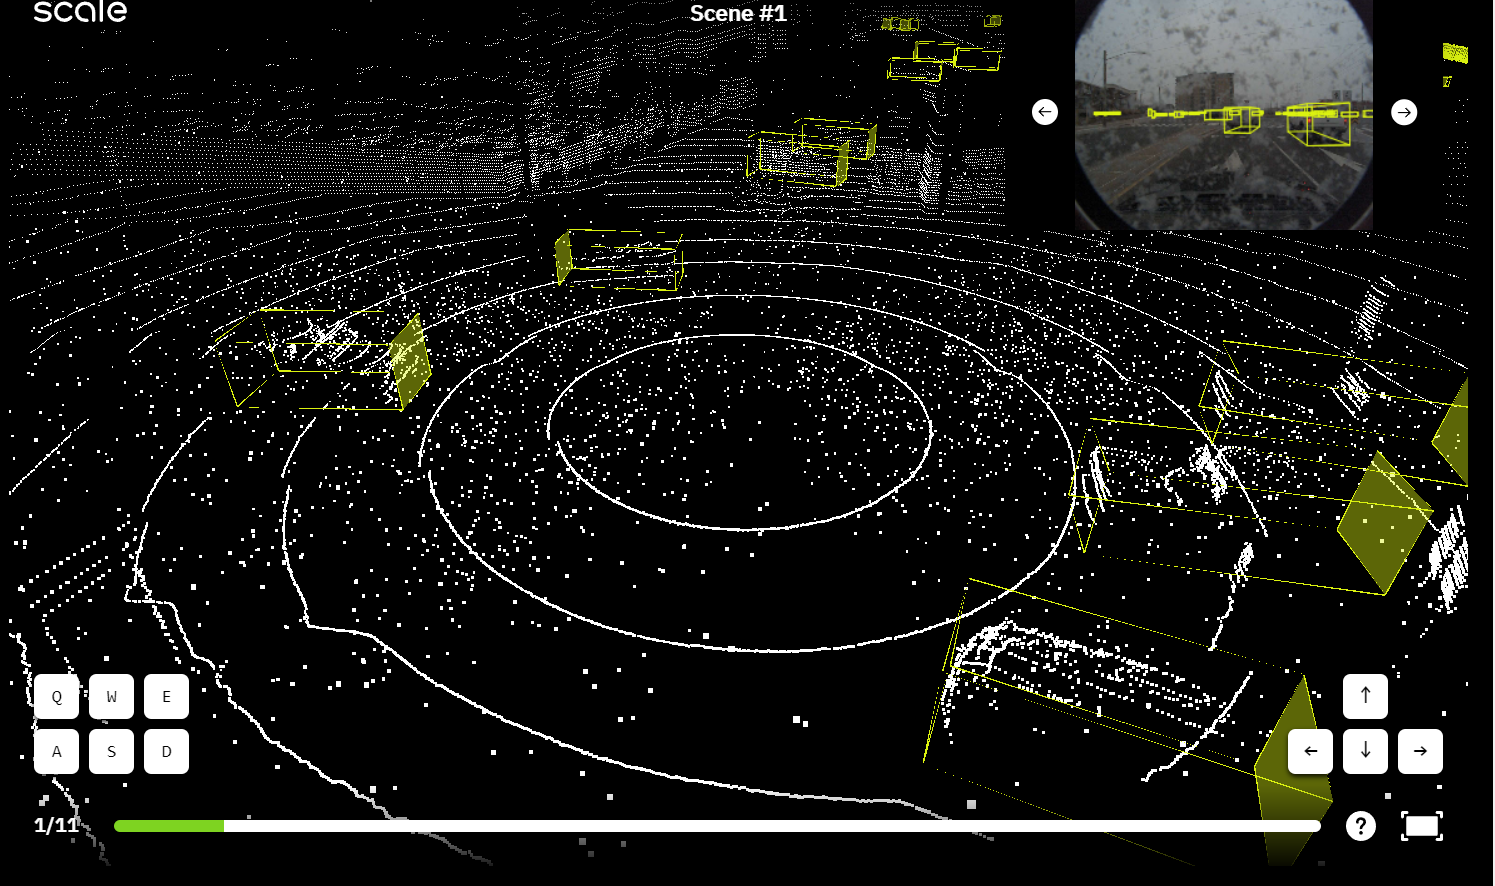 scale
Scene #1
← →
Q W E
A S D
↑
← ↓ →
1/11
?